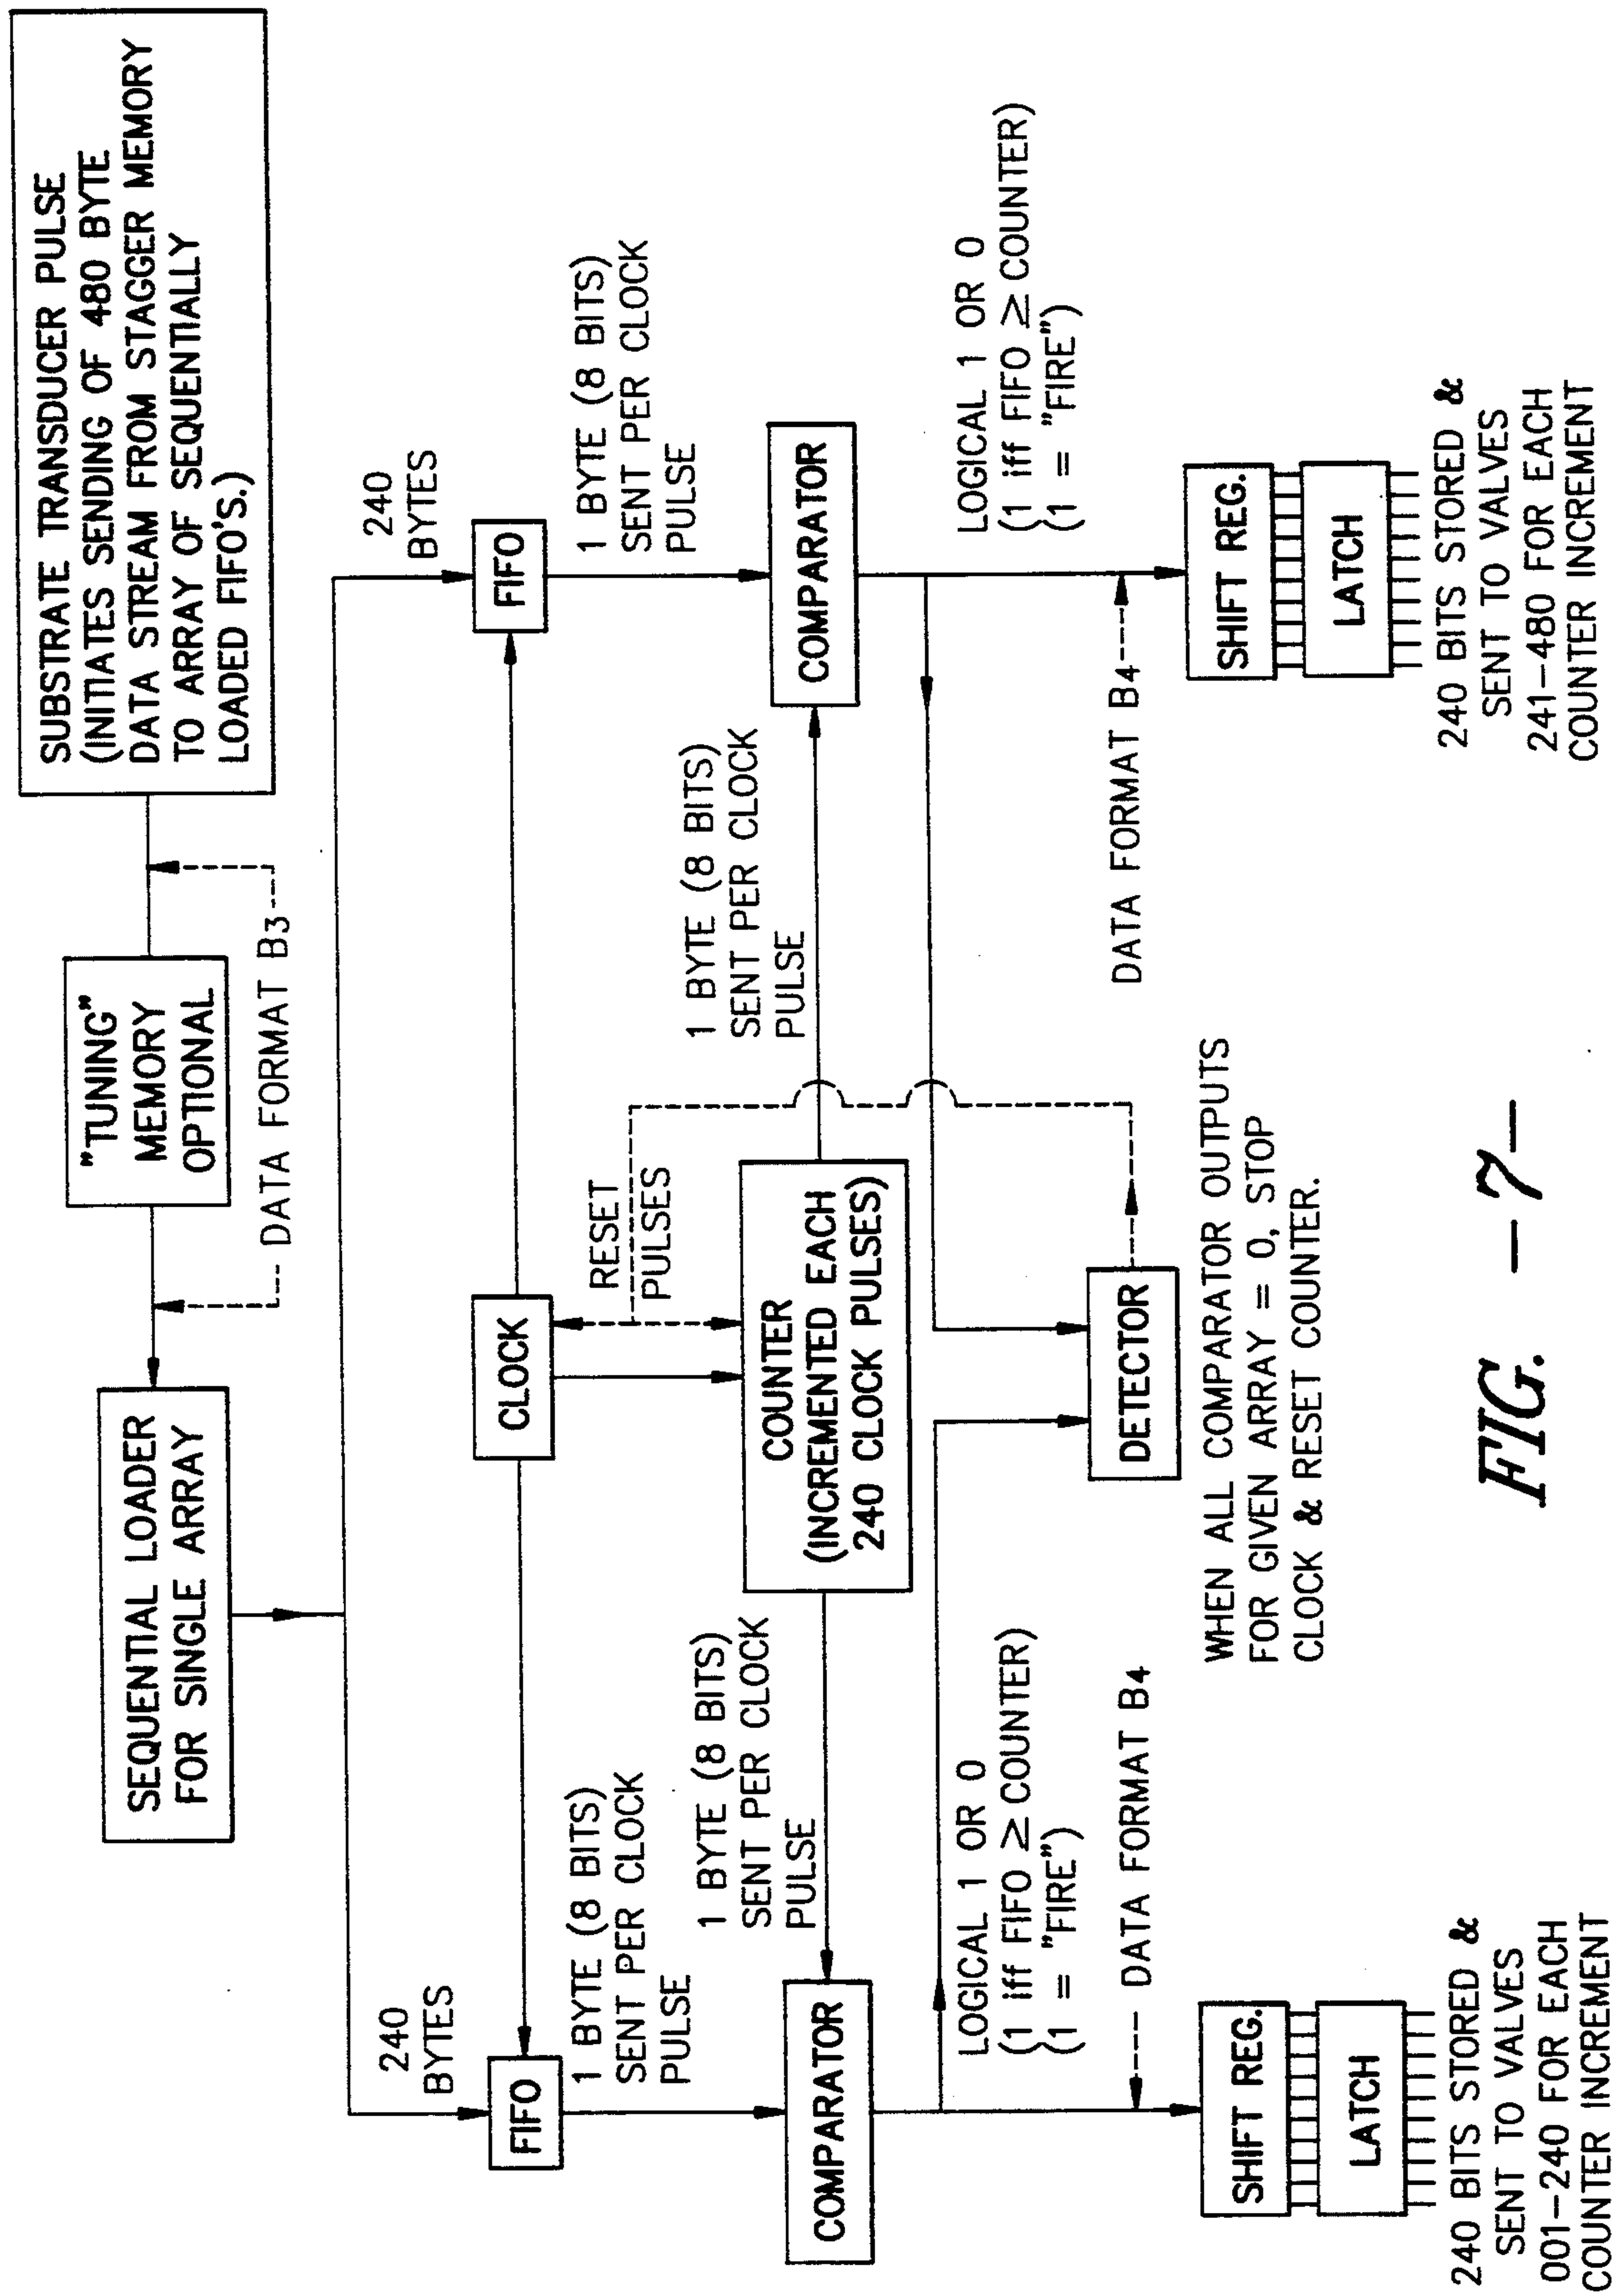 SUBSTRATE TRANSDUCER PULSE
(INITIATES SENDING OF 480 BYTE
DATA STREAM FROM STAGGER MEMORY
TO ARRAY OF SEQUENTIALLY
LOADED FIFO'S.)
"TUNING"
MEMORY
OPTIONAL
DATA FORMAT B3
SEQUENTIAL LOADER
FOR SINGLE ARRAY
240
BYTES
240
BYTES
FIFO
CLOCK
FIFO
1 BYTE (8 BITS)
SENT PER CLOCK
PULSE
RESET
PULSES
1 BYTE (8 BITS)
SENT PER CLOCK
PULSE
1 BYTE (8 BITS)
SENT PER CLOCK
PULSE
1 BYTE (8 BITS)
SENT PER CLOCK
PULSE
COMPARATOR
COUNTER
(INCREMENTED EACH
240 CLOCK PULSES)
COMPARATOR
LOGICAL 1 OR 0
(1 iff FIFO ≥ COUNTER)
(1 = "FIRE")
LOGICAL 1 OR 0
(1 iff FIFO ≥ COUNTER)
(1 = "FIRE")
DATA FORMAT B4
DETECTOR
DATA FORMAT B4
WHEN ALL COMPARATOR OUTPUTS
FOR GIVEN ARRAY = 0, STOP
CLOCK & RESET COUNTER.
SHIFT REG.
LATCH
240 BITS STORED &
SENT TO VALVES
001-240 FOR EACH
COUNTER INCREMENT
SHIFT REG.
LATCH
240 BITS STORED &
SENT TO VALVES
241-480 FOR EACH
COUNTER INCREMENT
FIG. -7-